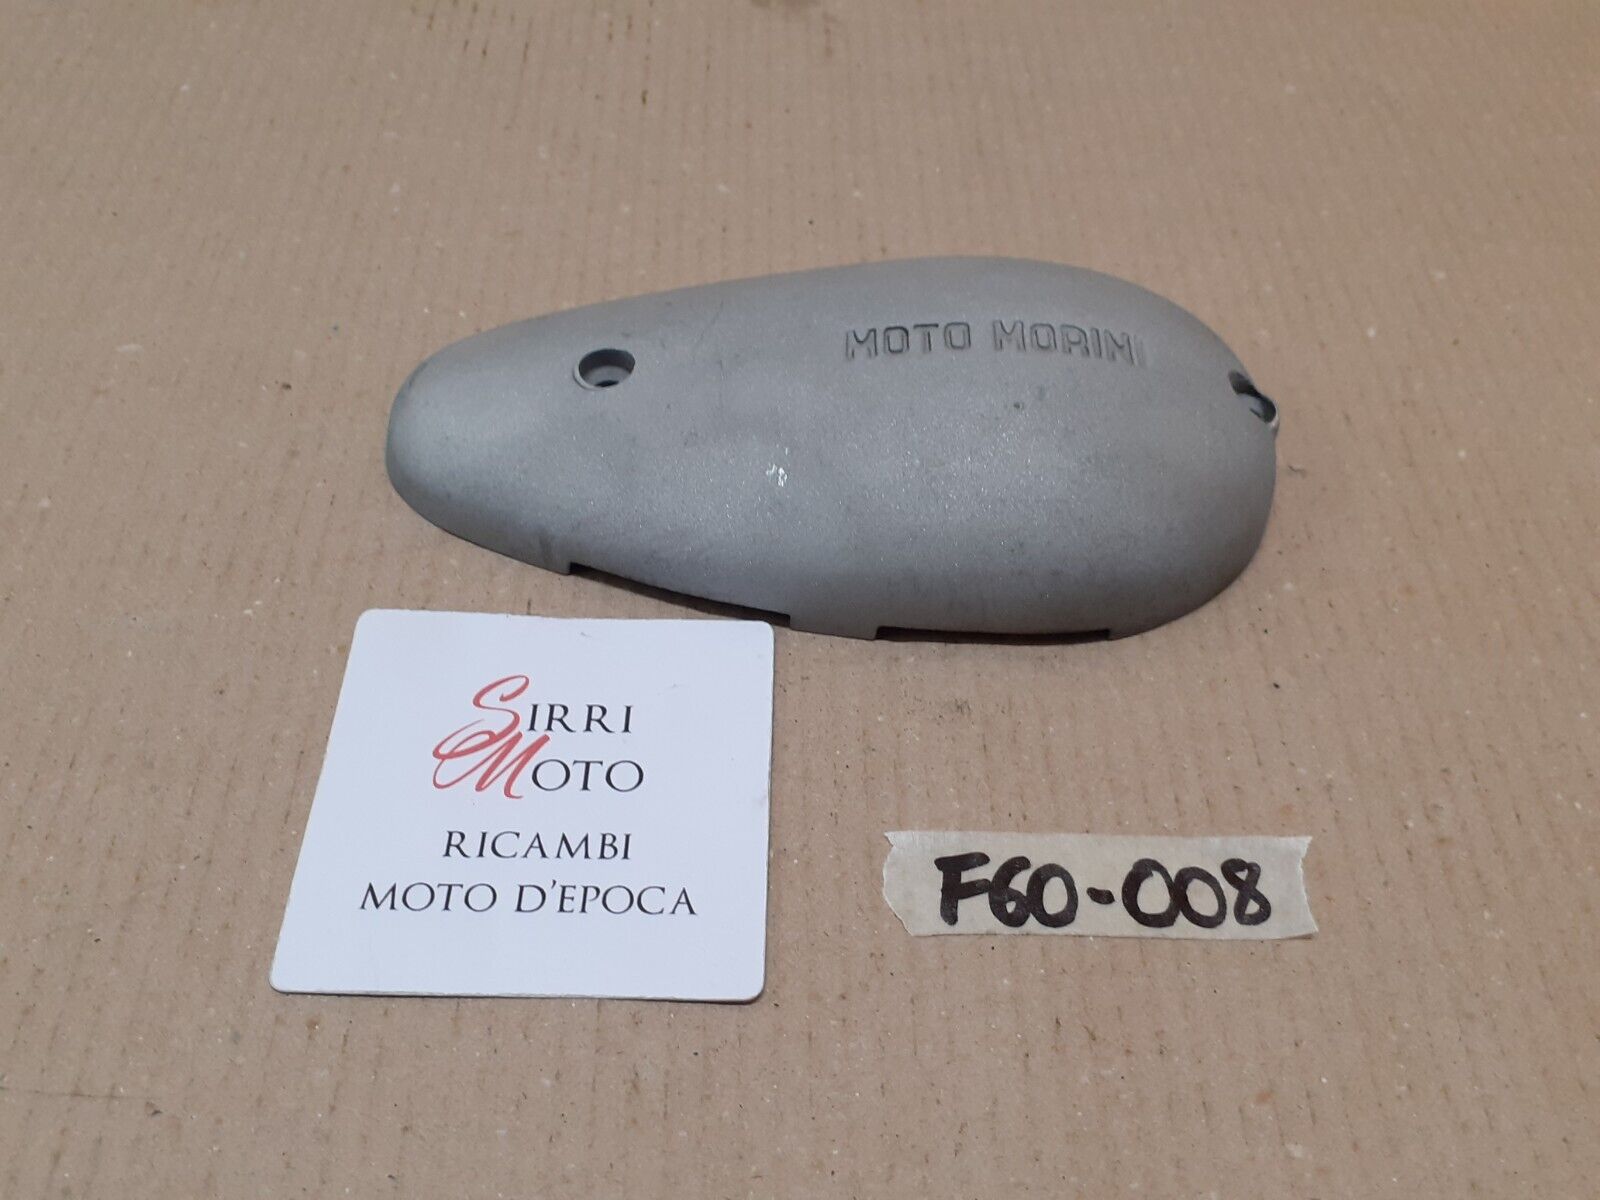 MOTO MORINI
SIRRI
MOTO
RICAMBI
MOTO D'EPOCA
F60-008